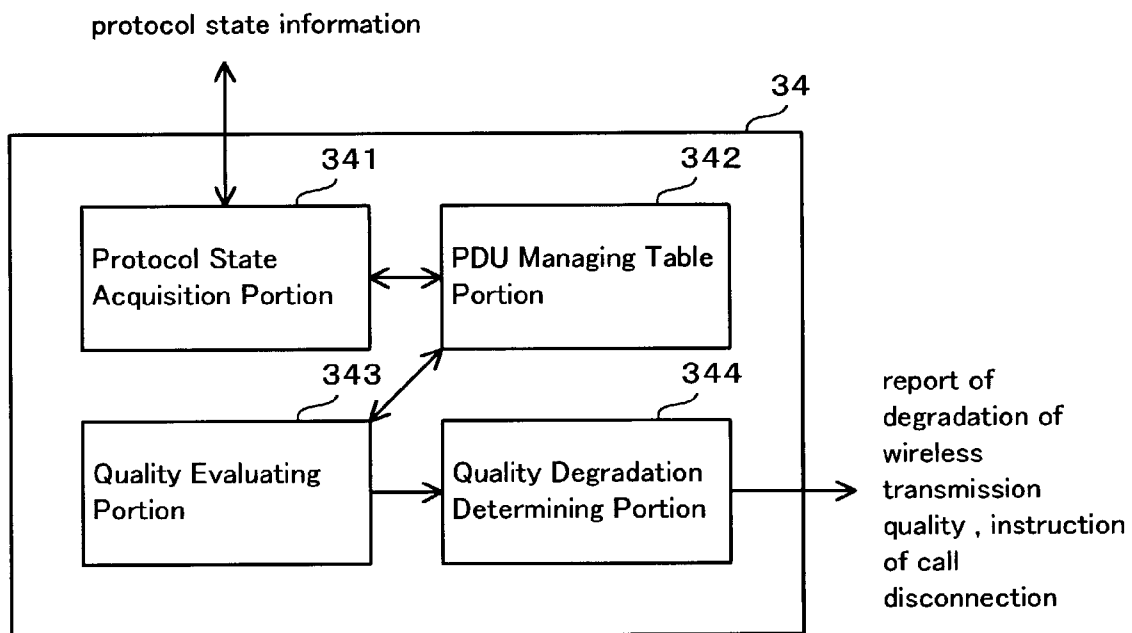 protocol state information
34
341
342
Protocol State
Acquisition Portion
PDU Managing Table
Portion
343
344
Quality Evaluating
Portion
Quality Degradation
Determining Portion
report of
degradation of
wireless
transmission
quality , instruction
of call
disconnection